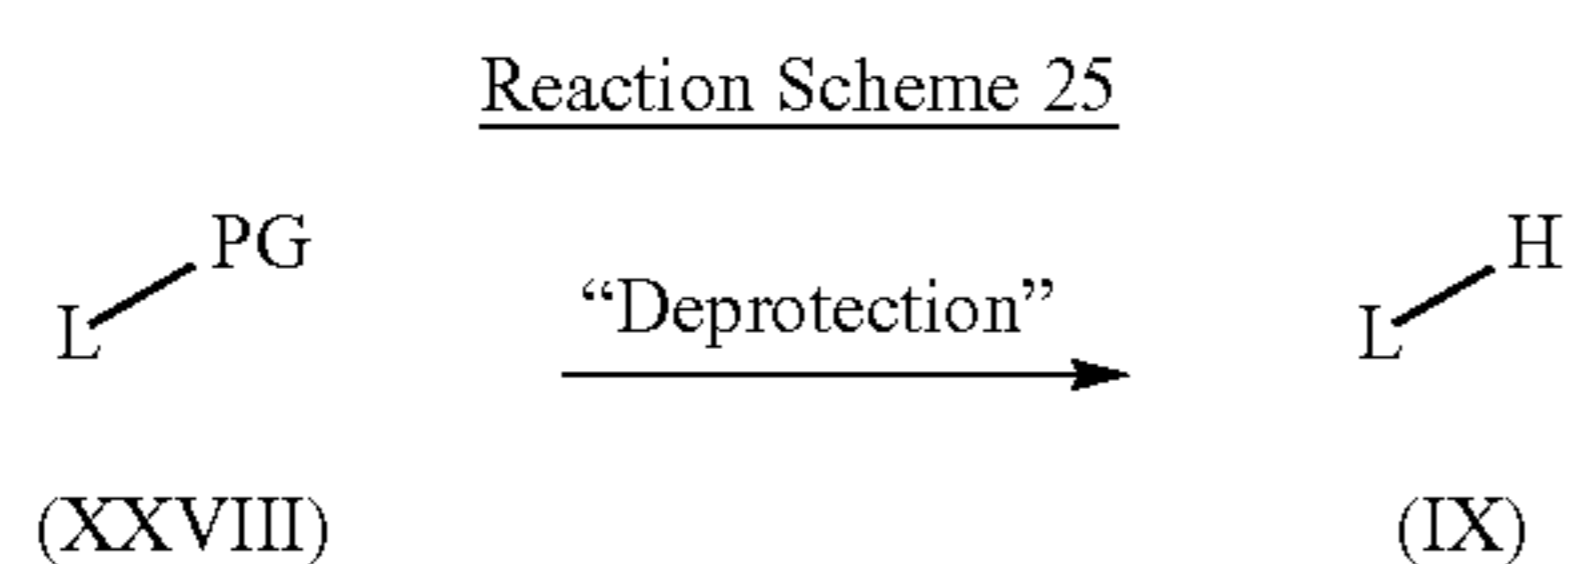 Reaction Scheme 25
PG
L
“Deprotection”
H
L
(XXVIII)
(IX)